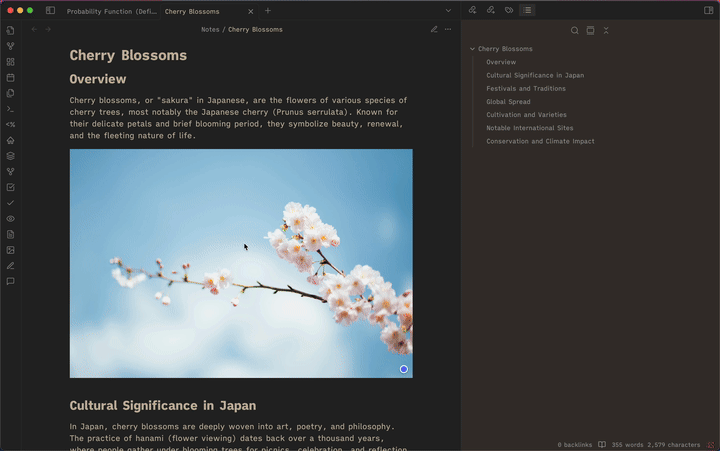 Probability Function (Defi...
Cherry Blossoms
Notes / Cherry Blossoms
Cherry Blossoms
Overview
Cherry blossoms, or "sakura" in Japanese, are the flowers of various species of
cherry trees, most notably the Japanese cherry (Prunus serrulata). Known for
their delicate petals and brief blooming period, they symbolize beauty, renewal,
and the fleeting nature of life.
Cultural Significance in Japan
In Japan, cherry blossoms are deeply woven into art, poetry, and philosophy.
The practice of hanami (flower viewing) dates back over a thousand years,
where people gather under blooming trees for picnics, celebration, and reflection
Cherry Blossoms
Overview
Cultural Significance in Japan
Festivals and Traditions
Global Spread
Cultivation and Varieties
Notable International Sites
Conservation and Climate Impact
0 backlinks 355 words 2,579 characters